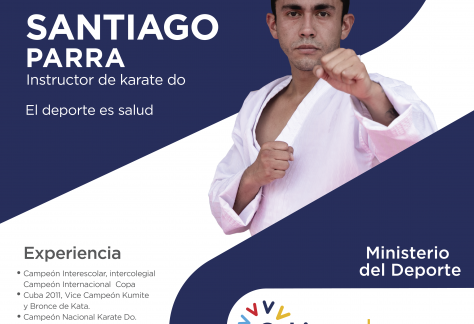 SANTIAGO
PARRA
Instructor de karate do
El deporte es salud
Experiencia
• Campeón Interescolar, intercolegial
Campeón Internacional Copa
• Cuba 2011, Vice Campeón Kumite
y Bronce de Kata.
• Campeón Nacional Karate Do.
Ministerio
del Deporte